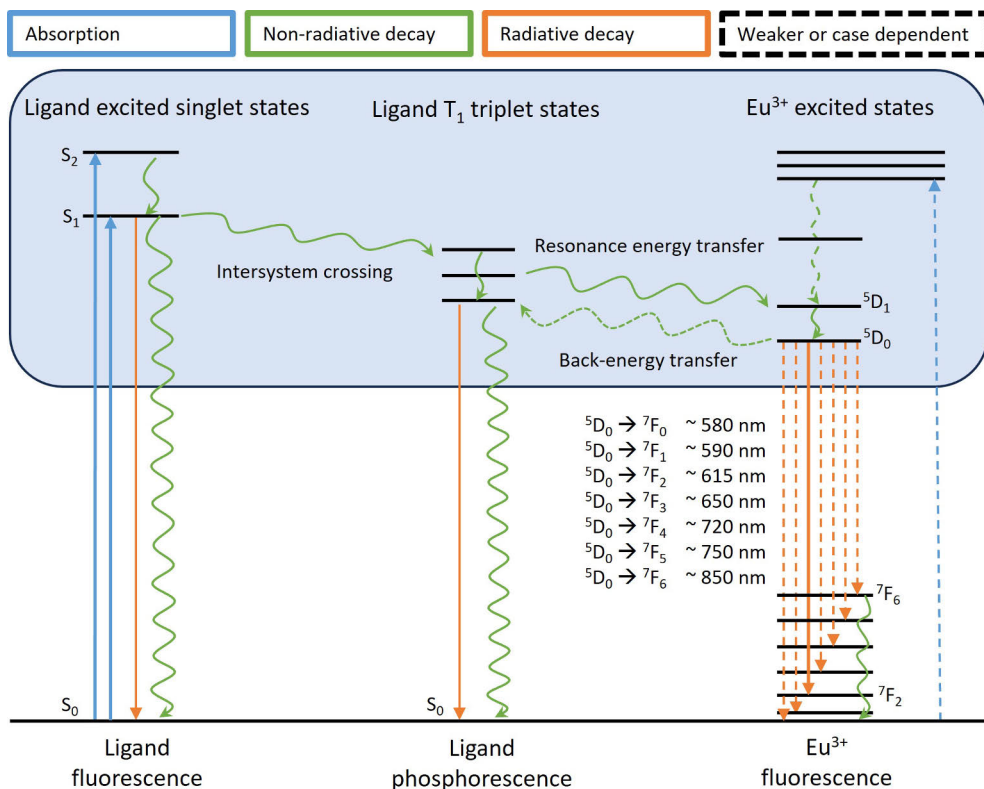 Absorption
Non-radiative decay
Radiative decay
Weaker or case dependent
Ligand excited singlet states
Ligand T₁ triplet states
Eu³⁺ excited states
S₂
S₁
Intersystem crossing
Resonance energy transfer
⁵D₁
⁵D₀
Back-energy transfer
⁵D₀ → ⁷F₀ ~ 580 nm
⁵D₀ → ⁷F₁ ~ 590 nm
⁵D₀ → ⁷F₂ ~ 615 nm
⁵D₀ → ⁷F₃ ~ 650 nm
⁵D₀ → ⁷F₄ ~ 720 nm
⁵D₀ → ⁷F₅ ~ 750 nm
⁵D₀ → ⁷F₆ ~ 850 nm
⁷F₆
⁷F₂
S₀
S₀
Ligand
fluorescence
Ligand
phosphorescence
Eu³⁺
fluorescence